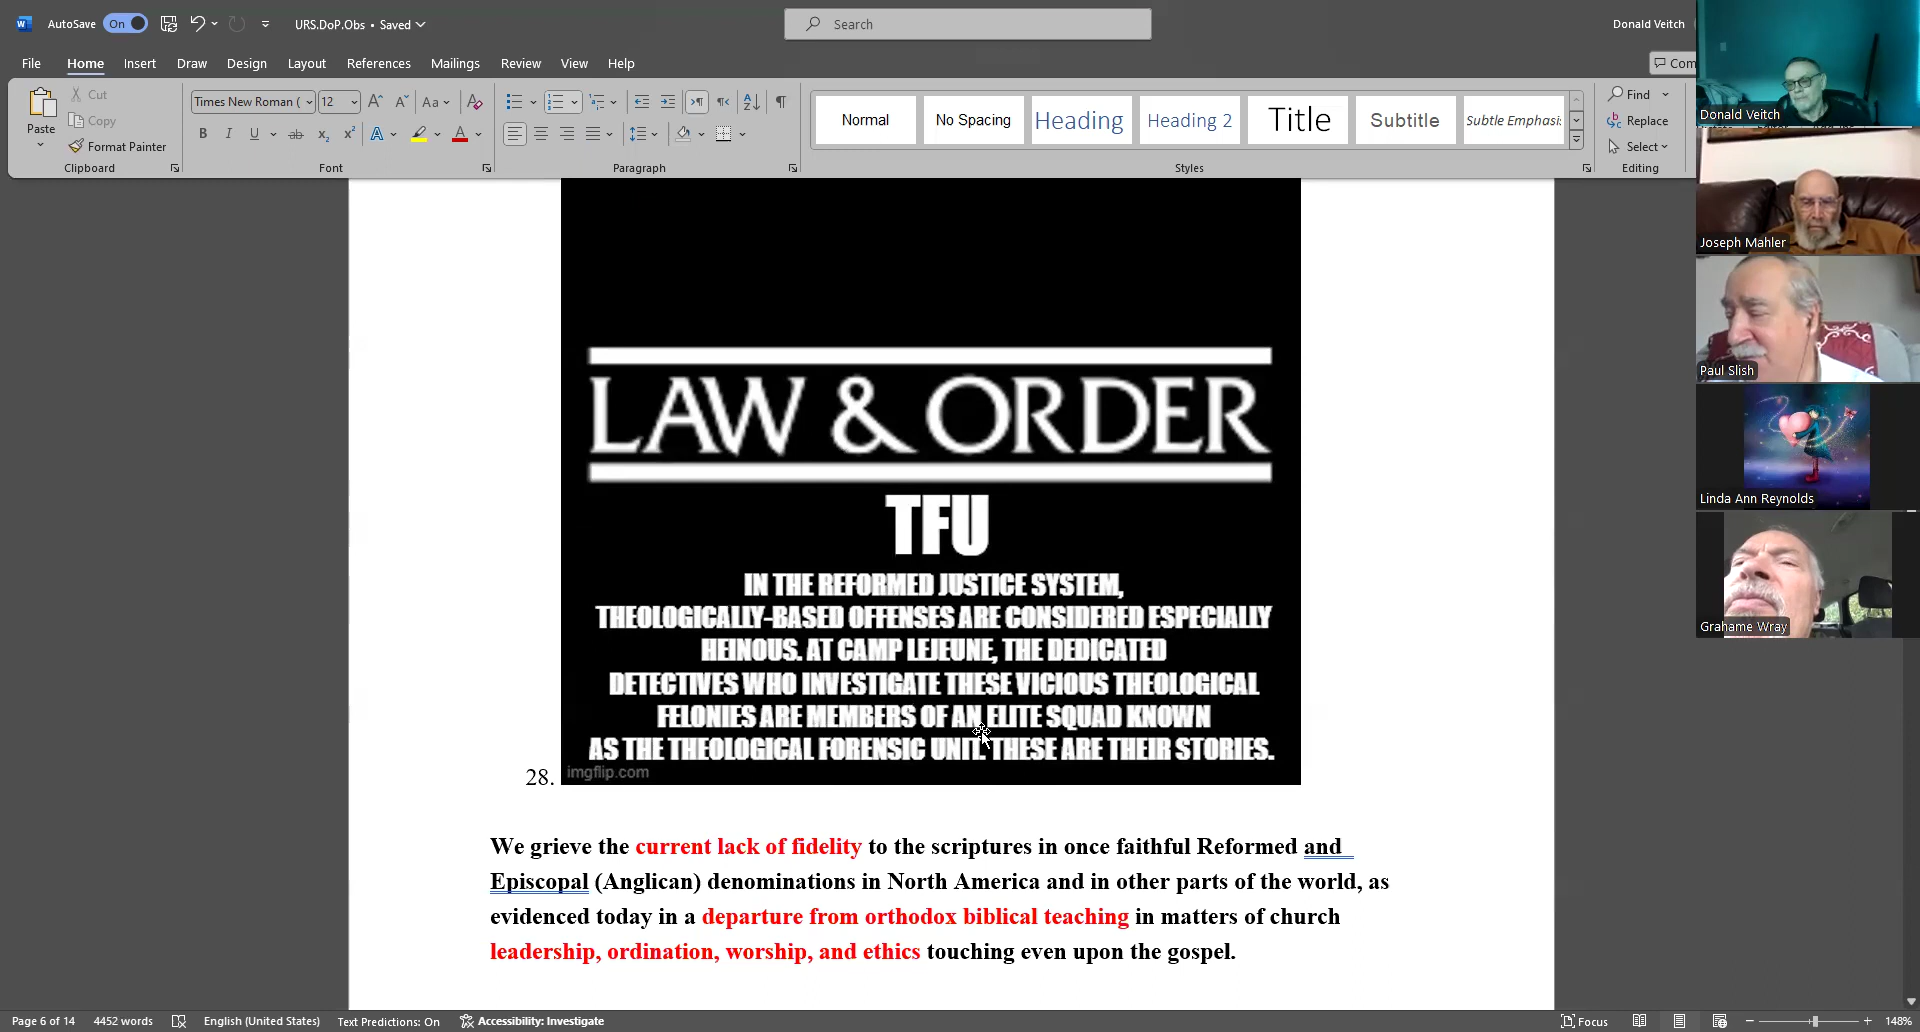 AutoSave On URS.DoP.Obs • Saved Search Donald Veitch
File Home Insert Draw Design Layout References Mailings Review View Help Com
Paste Cut Copy Format Painter
Clipboard
Times New Roman ( 12 Aa
B I U ab x2 x2 A A
Font
Paragraph
Normal No Spacing Heading Heading 2 Title Subtitle Subtle Emphasi:
Styles
Find Replace Select
Editing
LAW & ORDER
TFU
IN THE REFORMED JUSTICE SYSTEM,
THEOLOGICALLY-BASED OFFENSES ARE CONSIDERED ESPECIALLY
HEINOUS. AT CAMP LEJEUNE, THE DEDICATED
DETECTIVES WHO INVESTIGATE THESE VICIOUS THEOLOGICAL
FELONIES ARE MEMBERS OF AN ELITE SQUAD KNOWN
AS THE THEOLOGICAL FORENSIC UNIT. THESE ARE THEIR STORIES.
28. imgflip.com
We grieve the current lack of fidelity to the scriptures in once faithful Reformed and
Episcopal (Anglican) denominations in North America and in other parts of the world, as
evidenced today in a departure from orthodox biblical teaching in matters of church
leadership, ordination, worship, and ethics touching even upon the gospel.
Donald Veitch
Joseph Mahler
Paul Slish
Linda Ann Reynolds
Grahame Wray
Page 6 of 14 4452 words English (United States) Text Predictions: On Accessibility: Investigate Focus 148%